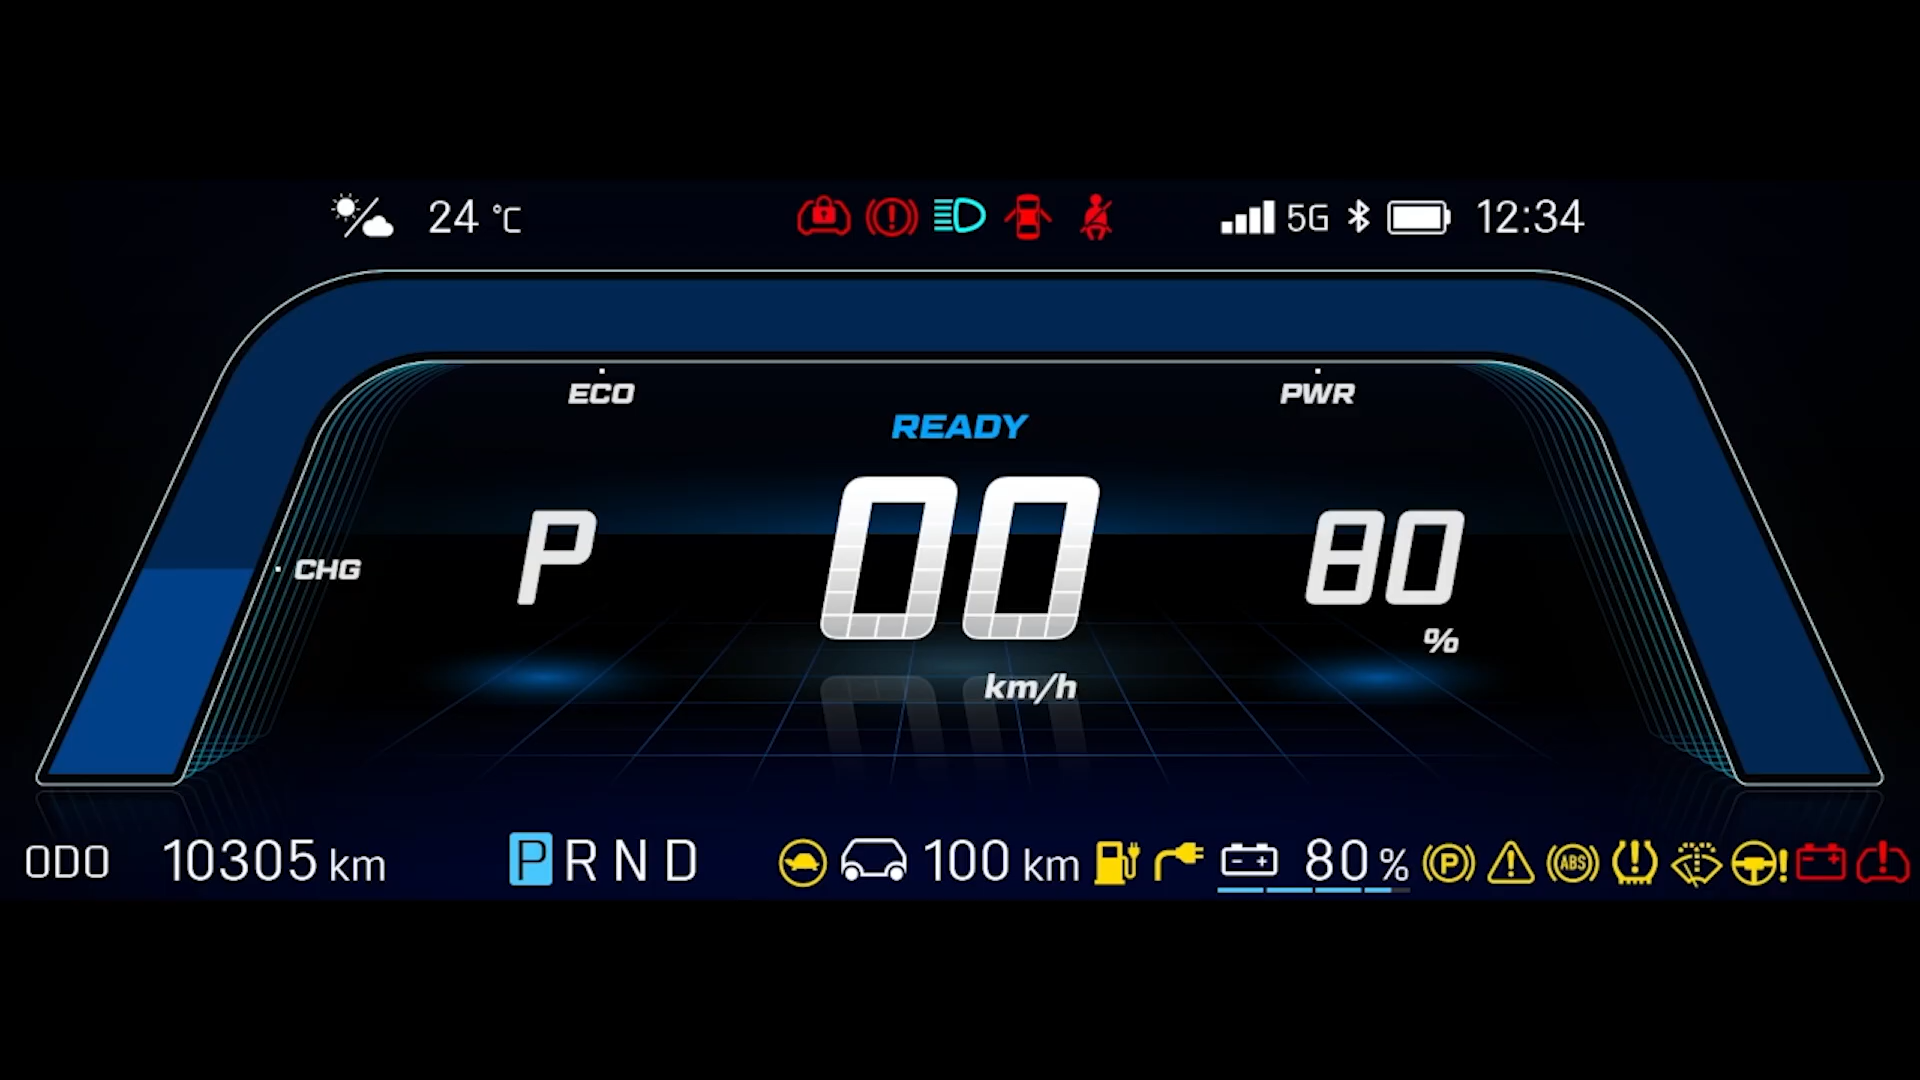 24 °C
5G 12:34
ECO
PWR
READY
CHG
P
00
80
%
km/h
ODO 10305 km
P R N D
100 km
80 %
P
ABS